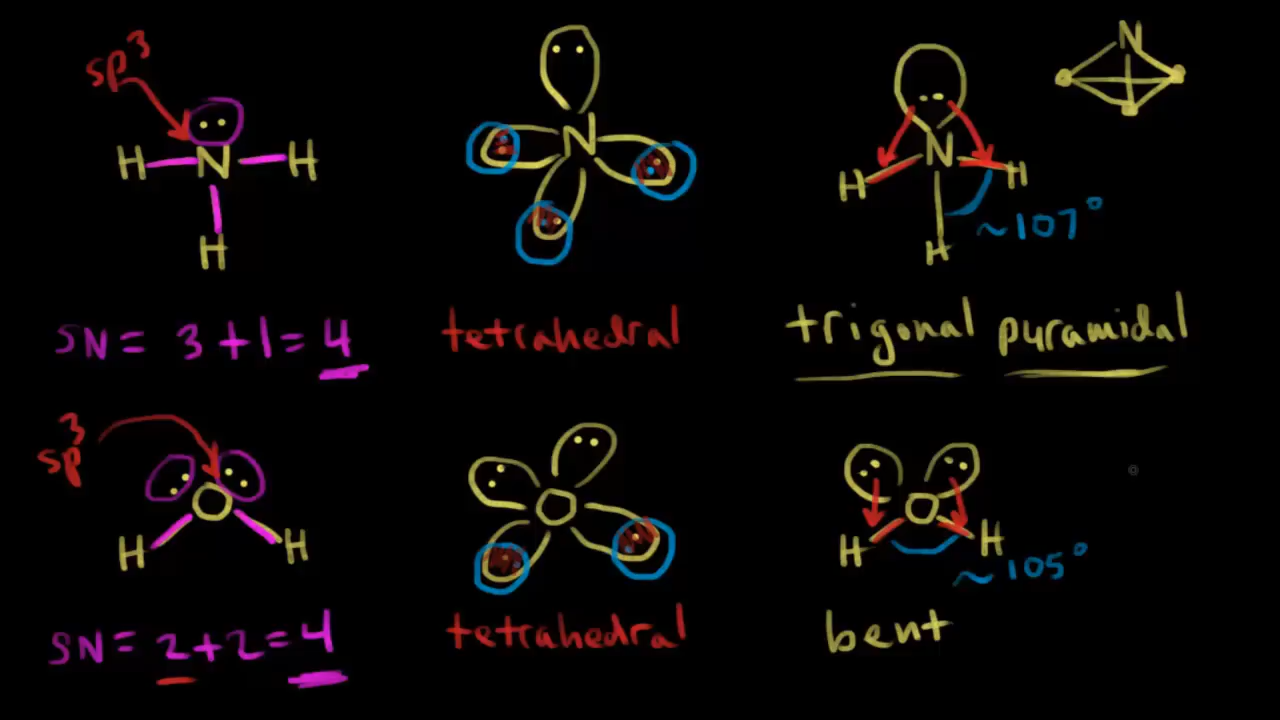 sp³
H N H
H
N
N
H N H
~107°
H
N
SN = 3 + 1 = 4
tetrahedral
trigonal pyramidal
sp³
O
H H
O
O
H H
~105°
SN = 2 + 2 = 4
tetrahedral
bent